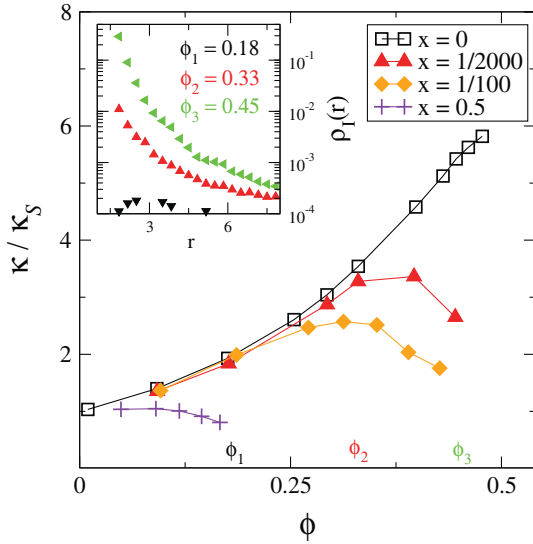 8
6
4
2
κ / κ_S
0
0.25
0.5
ϕ
ϕ₁
ϕ₂
ϕ₃
x = 0
x = 1/2000
x = 1/100
x = 0.5
ϕ₁ = 0.18
ϕ₂ = 0.33
ϕ₃ = 0.45
10⁻¹
10⁻²
10⁻³
10⁻⁴
ρ_I(r)
3
6
r